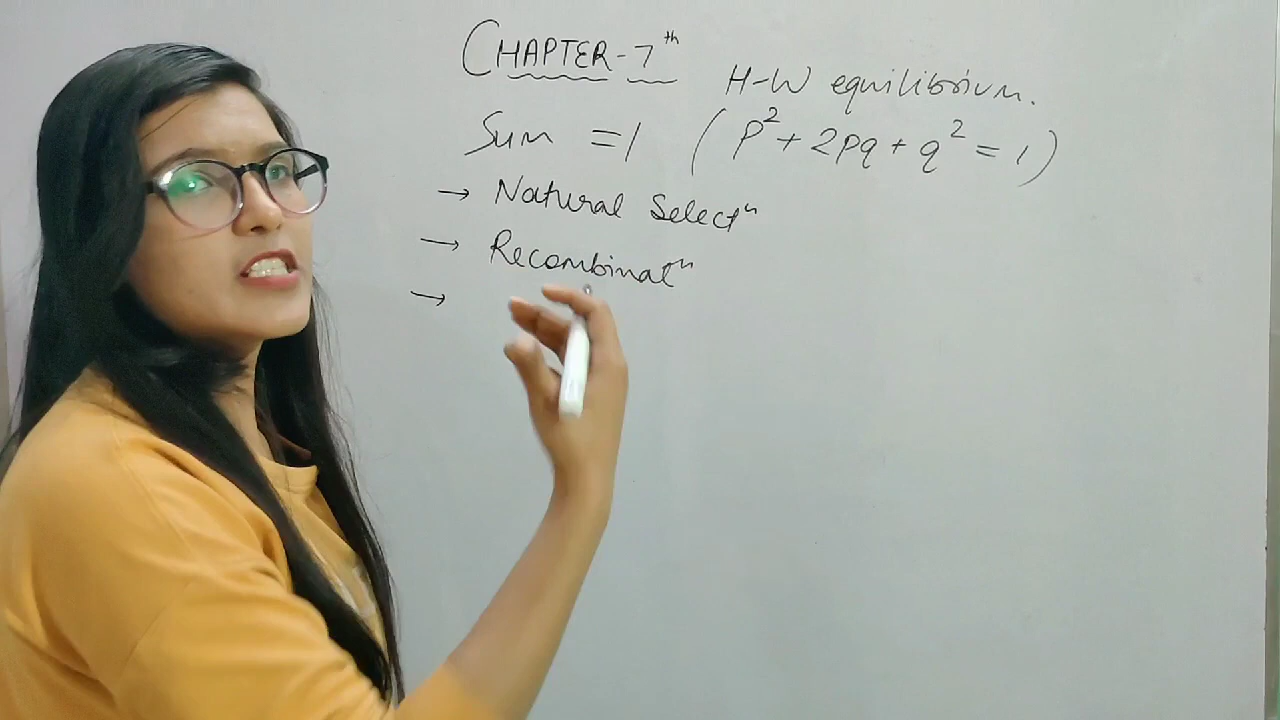 CHAPTER-7th
H-W equilibrium.
Sum = 1 (p² + 2pq + q² = 1)
→ Natural Selectⁿ
→ Recombinatⁿ
→